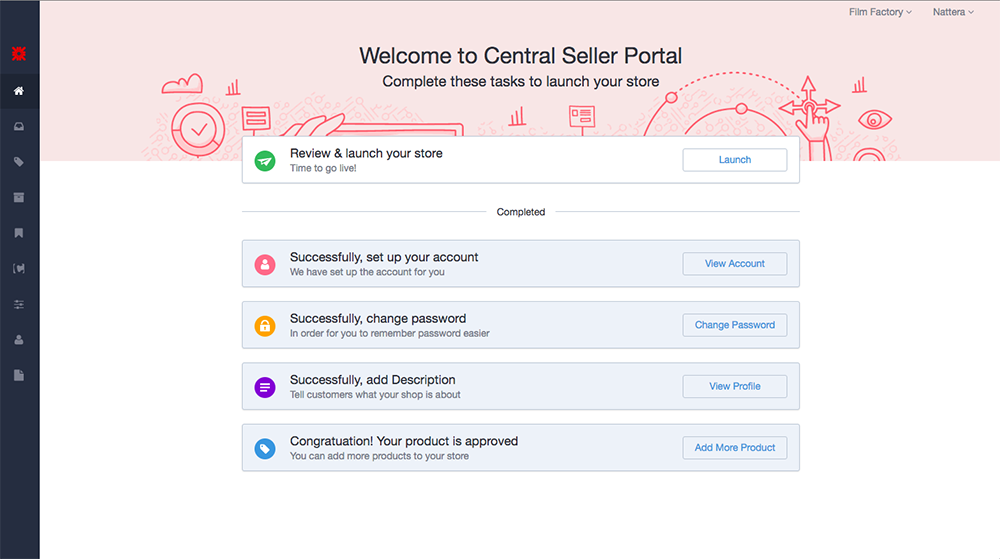 Film Factory
Nattera
Welcome to Central Seller Portal
Complete these tasks to launch your store
Review & launch your store
Time to go live!
Launch
Completed
Successfully, set up your account
We have set up the account for you
View Account
Successfully, change password
In order for you to remember password easier
Change Password
Successfully, add Description
Tell customers what your shop is about
View Profile
Congratuation! Your product is approved
You can add more products to your store
Add More Product